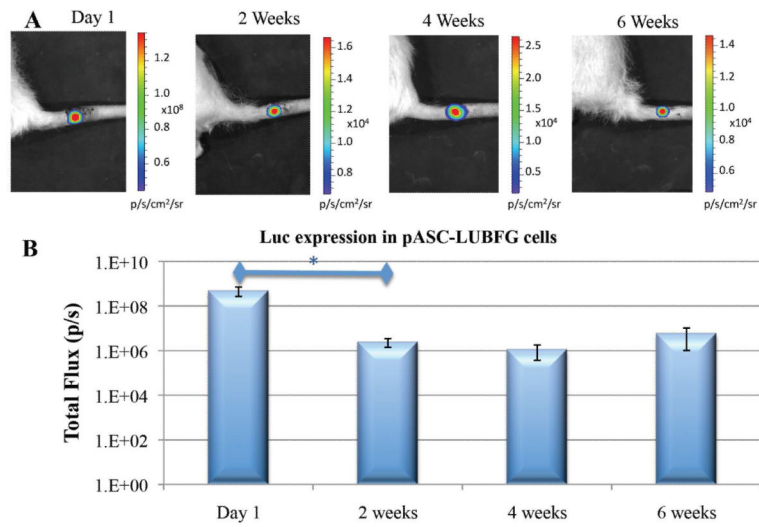 A
Day 1
2 Weeks
4 Weeks
6 Weeks
1.2
1.0
x10⁸
0.8
0.6
p/s/cm²/sr
1.6
1.4
1.2
x10⁴
1.0
0.8
p/s/cm²/sr
2.5
2.0
1.5
x10⁴
1.0
0.5
p/s/cm²/sr
1.4
1.2
1.0
x10⁴
0.8
0.6
p/s/cm²/sr
B
Luc expression in pASC-LUBFG cells
Total Flux (p/s)
1.E+10
1.E+08
1.E+06
1.E+04
1.E+02
1.E+00
*
Day 1
2 weeks
4 weeks
6 weeks